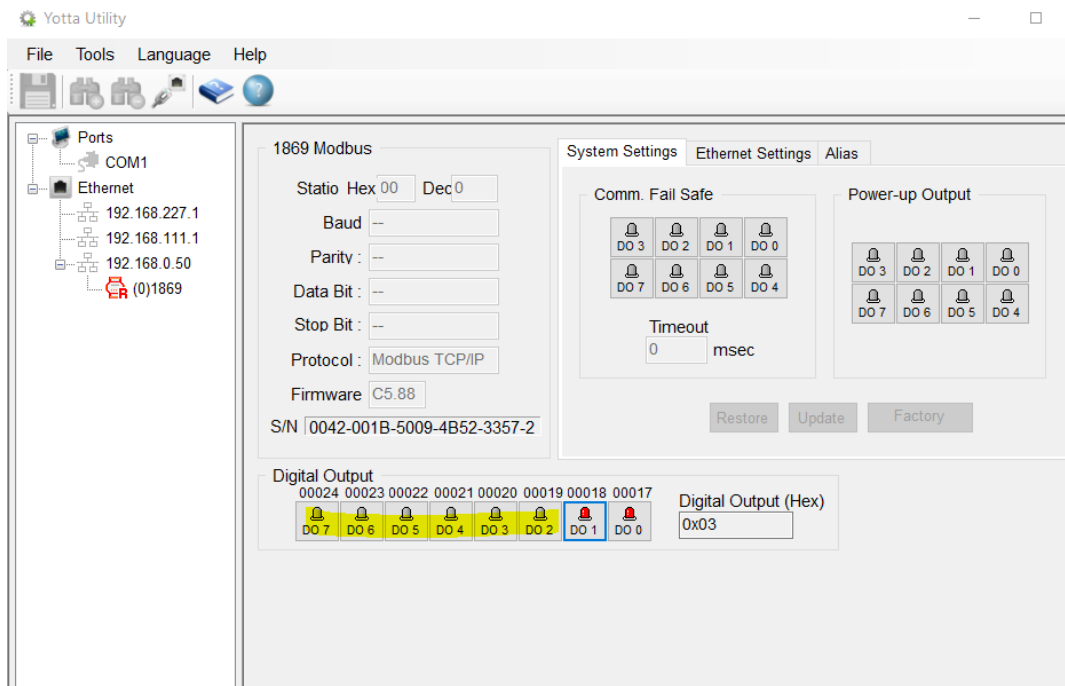 Yotta Utility
File Tools Language Help
Ports
COM1
Ethernet
192.168.227.1
192.168.111.1
192.168.0.50
(0)1869
1869 Modbus
Statio Hex 00 Dec 0
Baud --
Parity : --
Data Bit : --
Stop Bit : --
Protocol : Modbus TCP/IP
Firmware C5.88
S/N 0042-001B-5009-4B52-3357-2
System Settings Ethernet Settings Alias
Comm. Fail Safe
DO 3 DO 2 DO 1 DO 0
DO 7 DO 6 DO 5 DO 4
Timeout
0 msec
Power-up Output
DO 3 DO 2 DO 1 DO 0
DO 7 DO 6 DO 5 DO 4
Restore Update Factory
Digital Output
00024 00023 00022 00021 00020 00019 00018 00017
DO 7 DO 6 DO 5 DO 4 DO 3 DO 2 DO 1 DO 0
Digital Output (Hex)
0x03